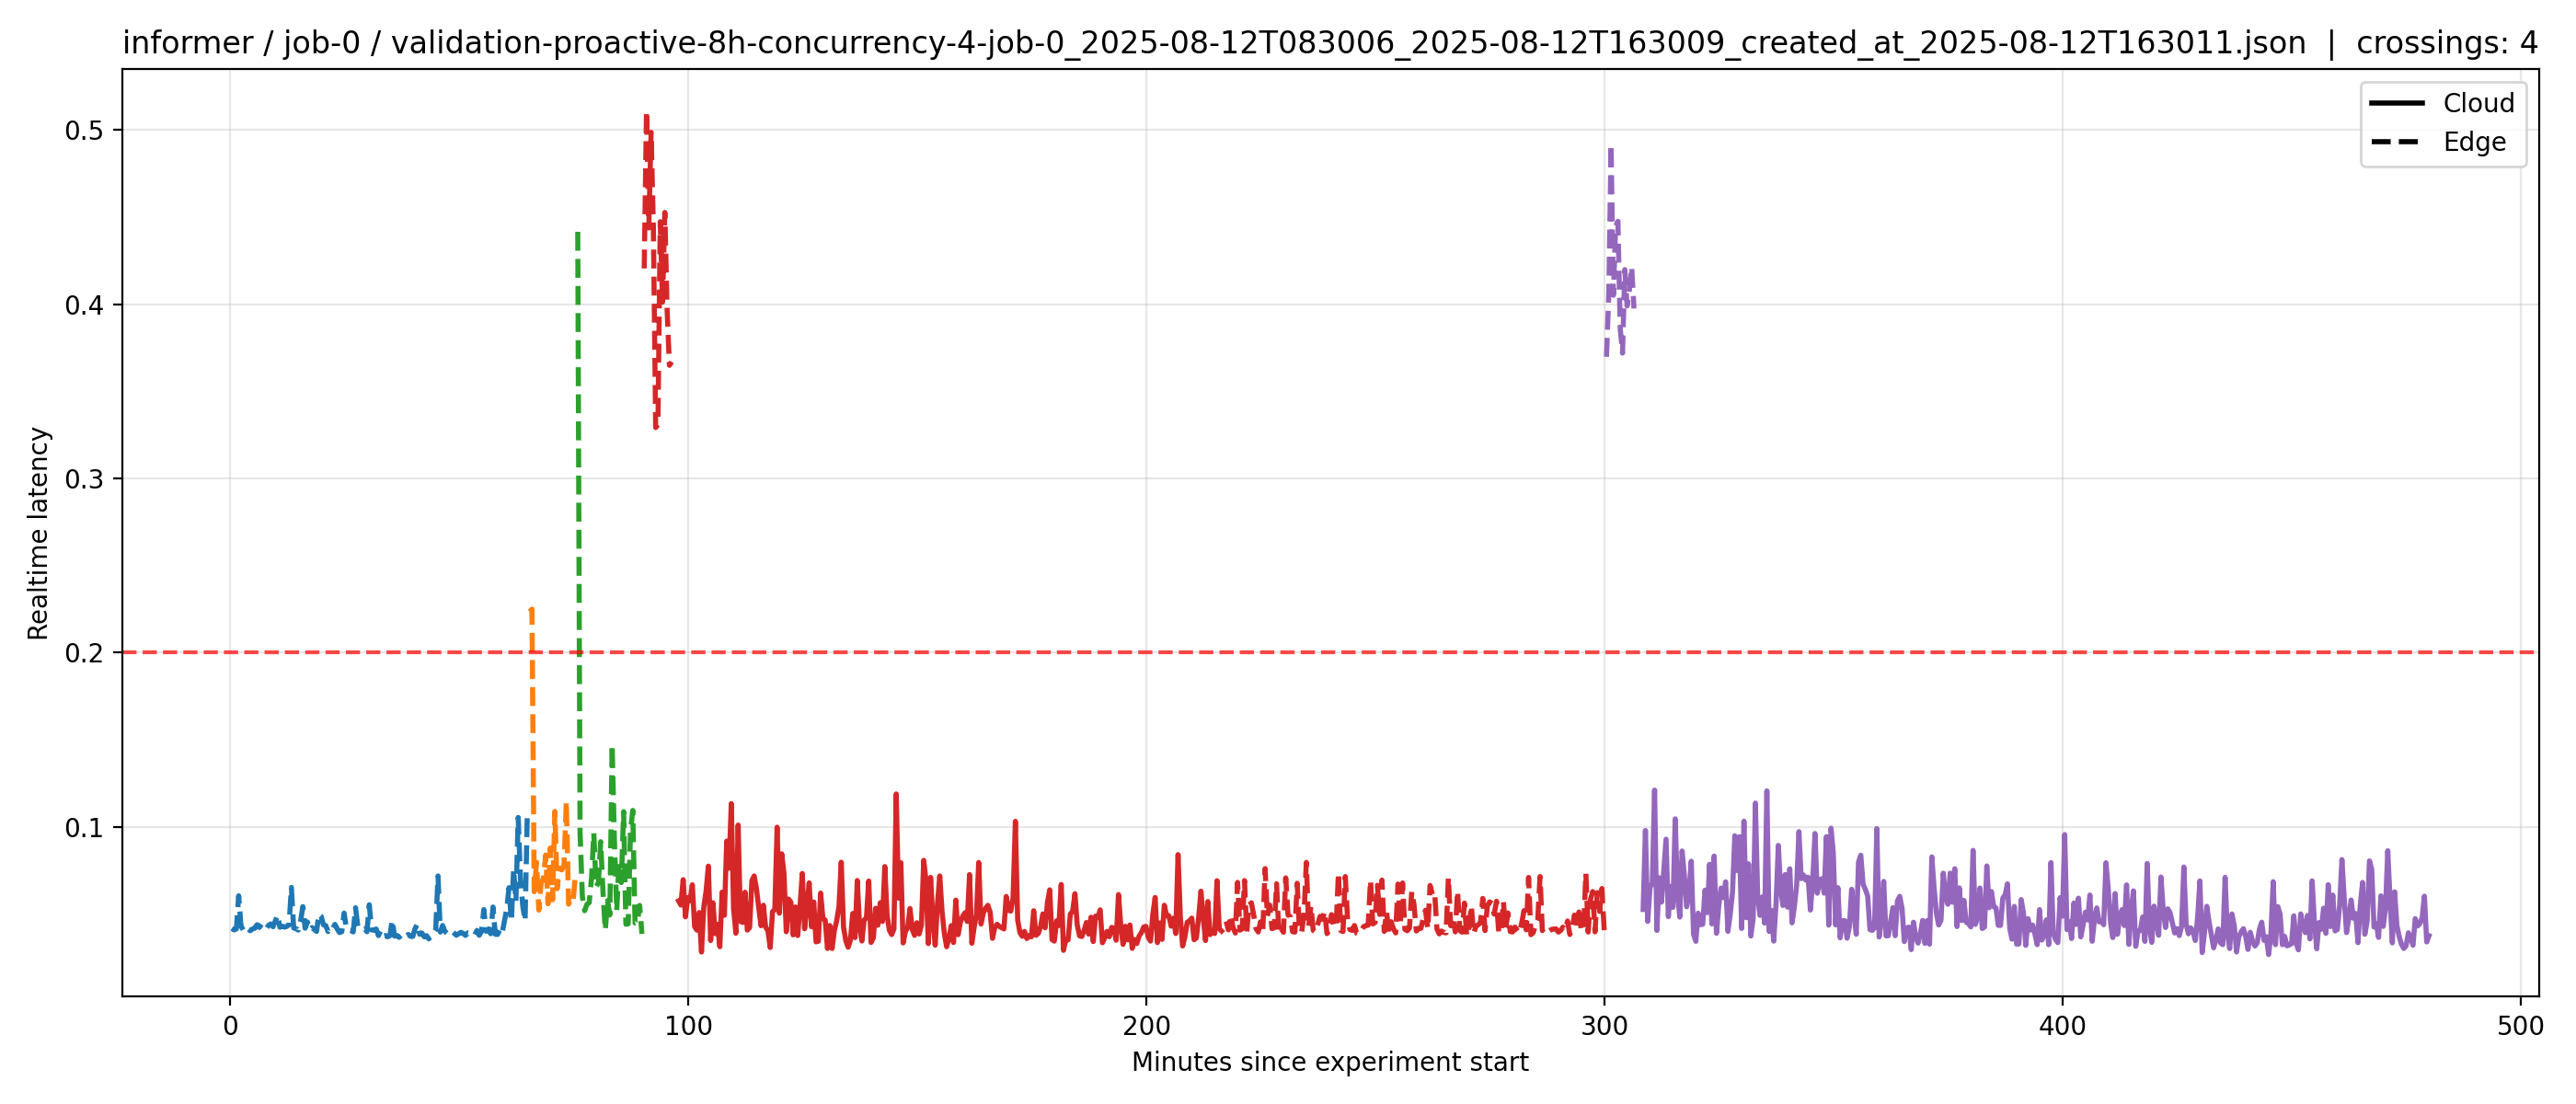 informer / job-0 / validation-proactive-8h-concurrency-4-job-0_2025-08-12T083006_2025-08-12T163009_created_at_2025-08-12T163011.json | crossings: 4
Cloud
Edge
0.5
0.4
0.3
0.2
0.1
Realtime latency
0 100 200 300 400 500
Minutes since experiment start